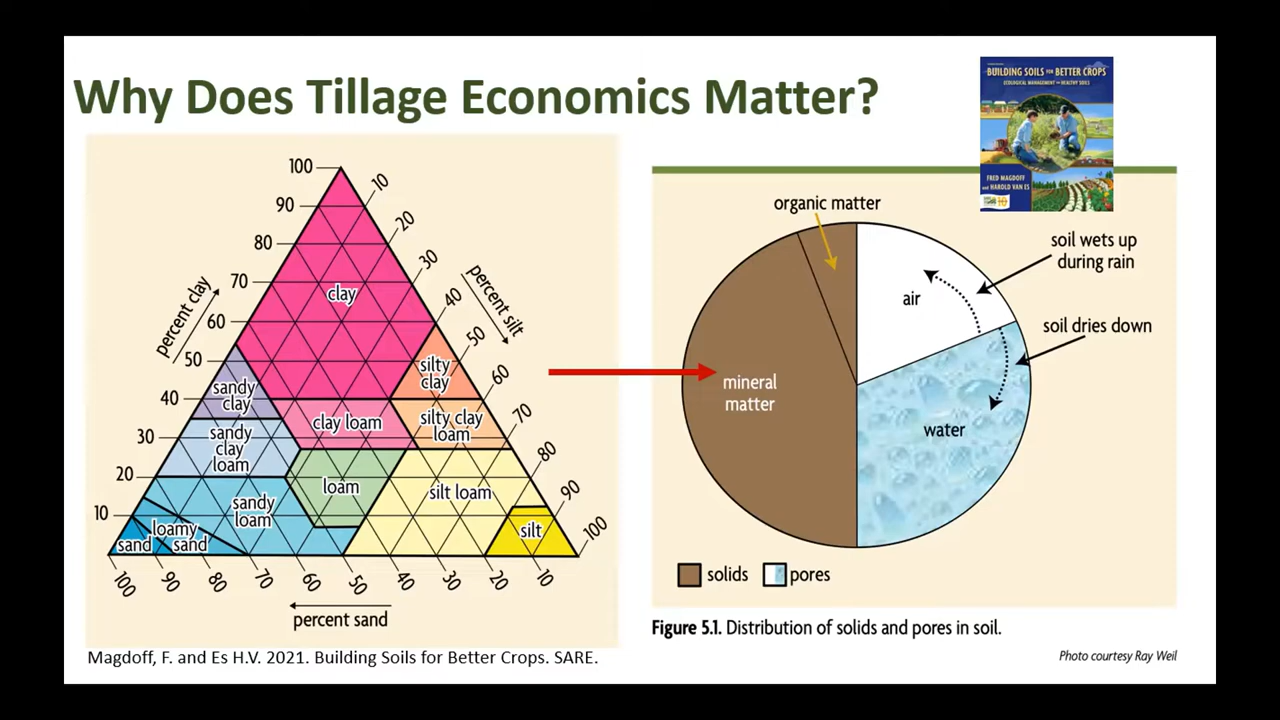 Why Does Tillage Economics Matter?
BUILDING SOILS FOR BETTER CROPS
ECOLOGICAL MANAGEMENT for HEALTHY SOILS
FRED MAGDOFF
and HAROLD VAN ES
100
90
80
70
60
50
40
30
20
10
percent clay
10
20
30
40
50
60
70
80
90
100
percent silt
clay
silty
clay
sandy
clay
clay loam
silty clay
loam
sandy
clay
loam
loam
silt loam
sandy
loam
silt
loamy
sand
sand
100
90
80
70
60
50
40
30
20
10
percent sand
organic matter
soil wets up
during rain
air
soil dries down
mineral
matter
water
solids
pores
Figure 5.1. Distribution of solids and pores in soil.
Magdoff, F. and Es H.V. 2021. Building Soils for Better Crops. SARE.
Photo courtesy Ray Weil